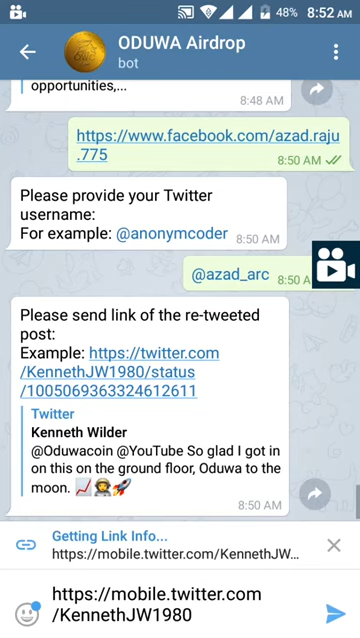 48% 8:52 AM
ODUWA Airdrop
bot
opportunities,...
8:48 AM
https://www.facebook.com/azad.raju
.775
8:50 AM
Please provide your Twitter
username:
For example: @anonymcoder
8:50 AM
@azad_arc
8:50 A
Please send link of the re-tweeted
post:
Example: https://twitter.com
/KennethJW1980/status
/1005069363324612611
Twitter
Kenneth Wilder
@Oduwacoin @YouTube So glad I got in
on this on the ground floor, Oduwa to the
moon. 📈👩‍🚀🚀
8:50 AM
Getting Link Info...
https://mobile.twitter.com/KennethJW...
https://mobile.twitter.com
/KennethJW1980